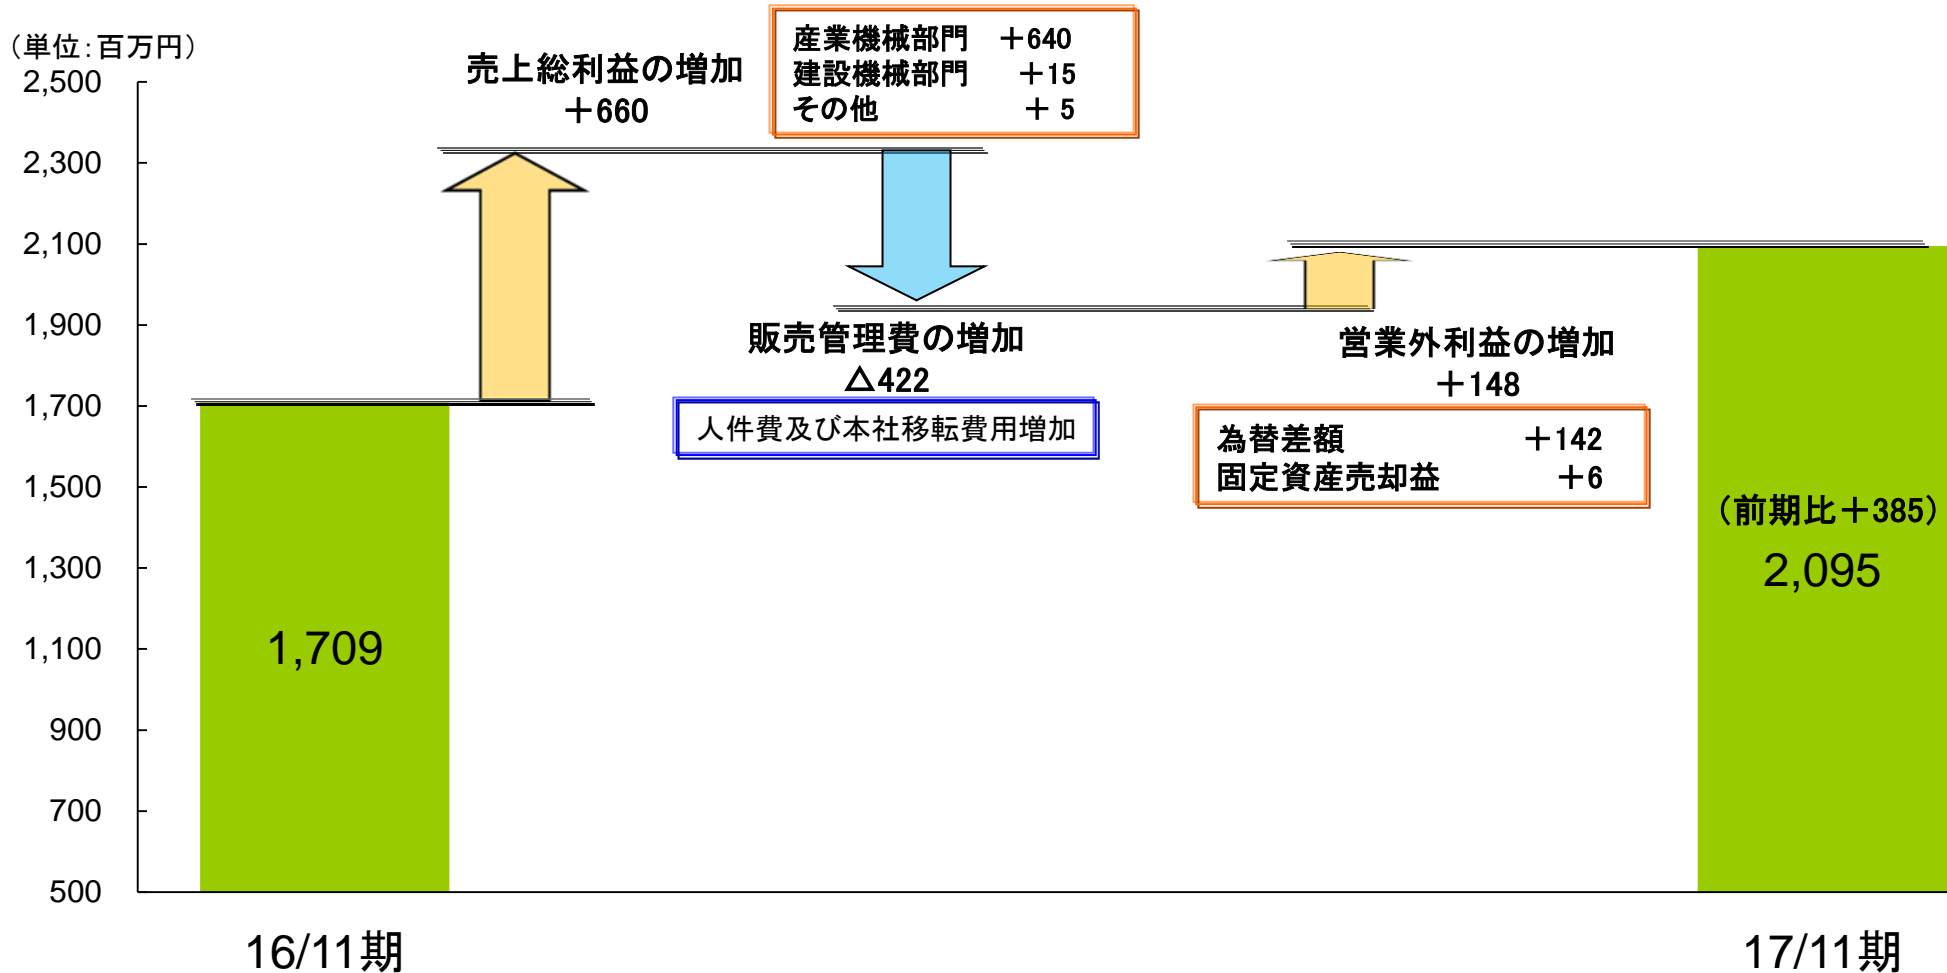 （単位：百万円）
2,500
2,300
2,100
1,900
1,700
1,500
1,300
1,100
900
700
500
売上総利益の増加
＋660
産業機械部門　＋640
建設機械部門　＋15
その他　＋ 5
販売管理費の増加
△422
人件費及び本社移転費用増加
営業外利益の増加
＋148
為替差額　＋142
固定資産売却益　＋6
1,709
（前期比＋385）
2,095
16/11期
17/11期